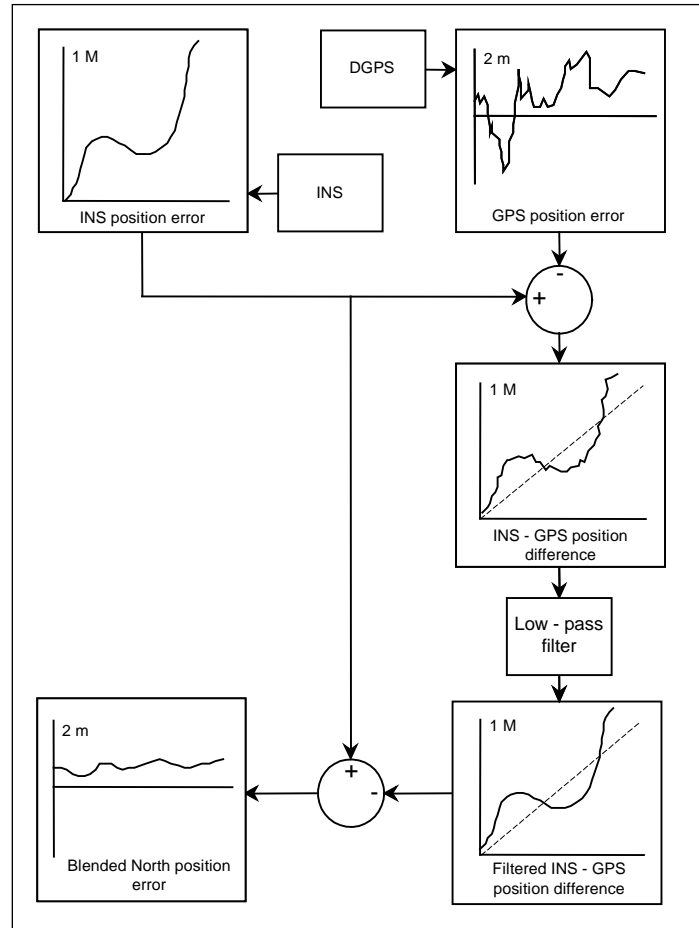 1 M
INS position error
INS
DGPS
2 m
GPS position error
-
+
1 M
INS - GPS position
difference
Low - pass
filter
1 M
Filtered INS - GPS
position difference
+
-
2 m
Blended North position
error